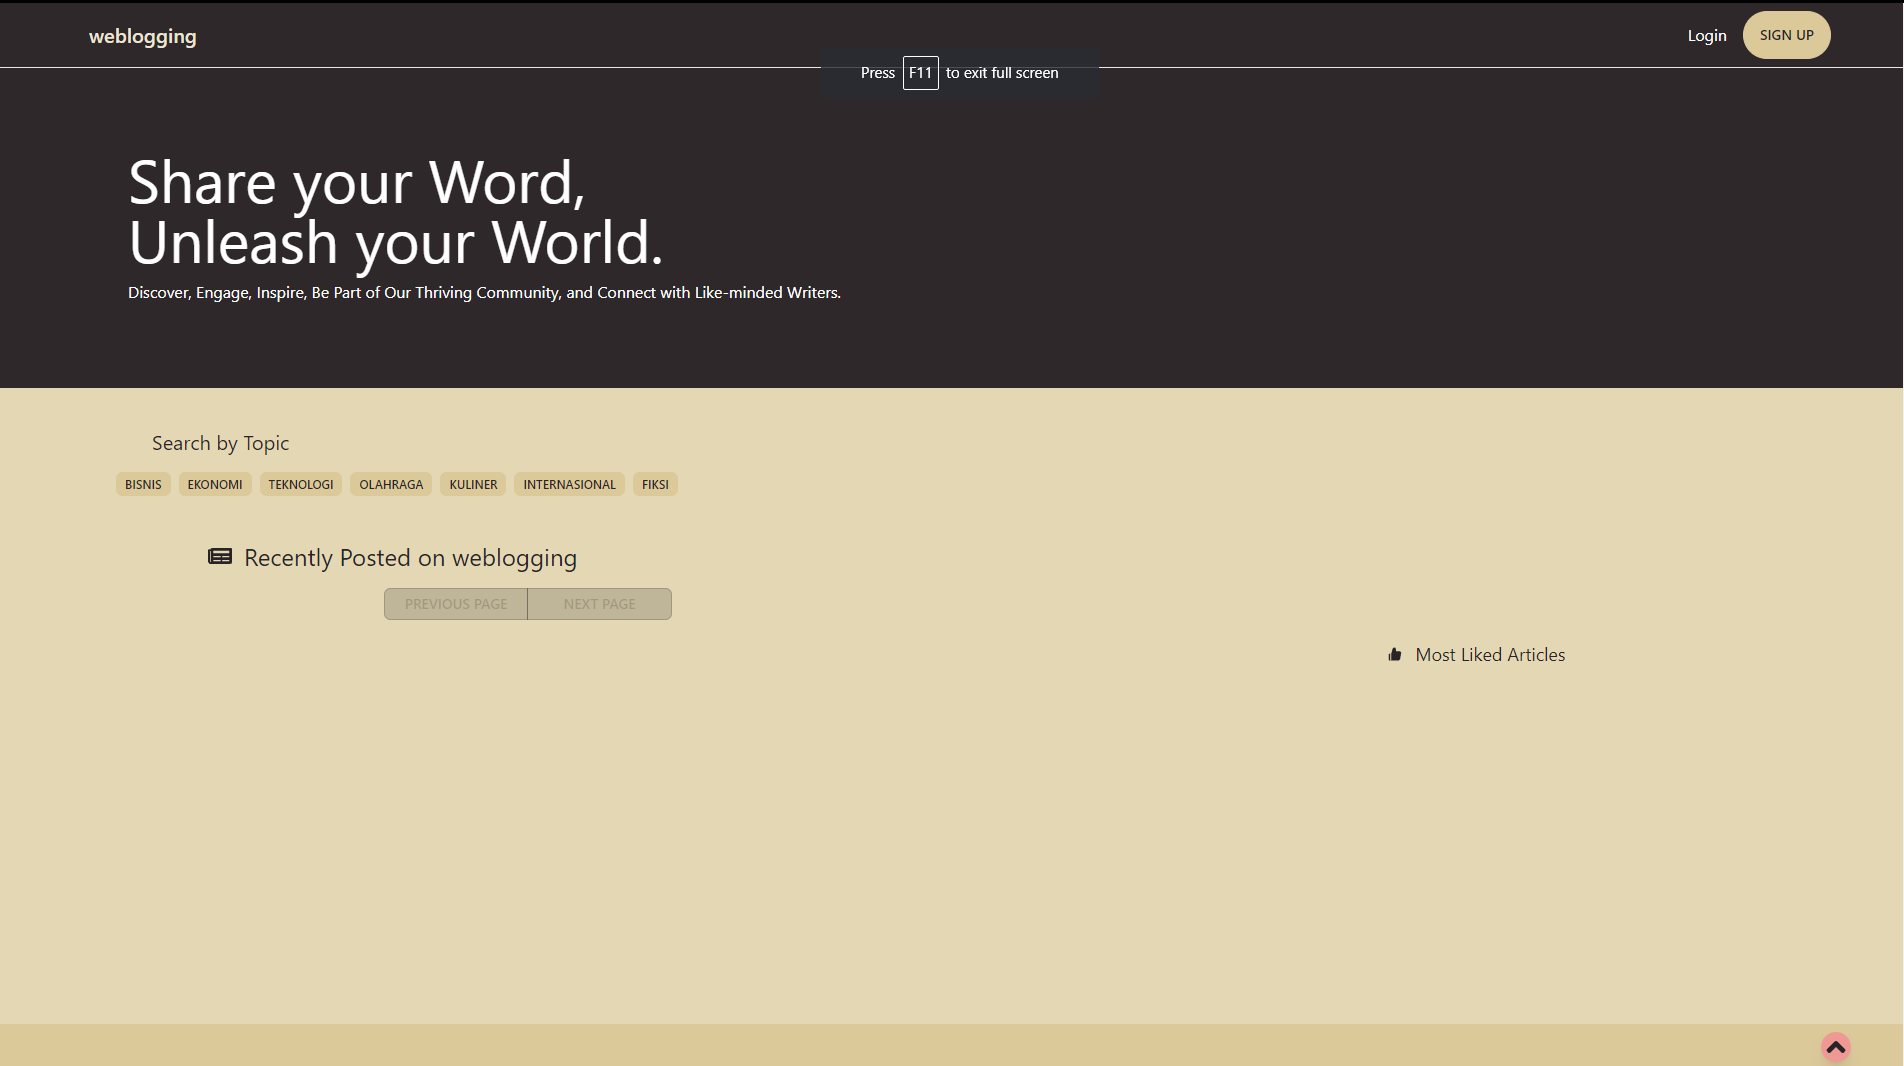 weblogging
Login
SIGN UP
Press F11 to exit full screen
Share your Word,
Unleash your World.
Discover, Engage, Inspire, Be Part of Our Thriving Community, and Connect with Like-minded Writers.
Search by Topic
BISNIS EKONOMI TEKNOLOGI OLAHRAGA KULINER INTERNASIONAL FIKSI
Recently Posted on weblogging
PREVIOUS PAGE NEXT PAGE
Most Liked Articles